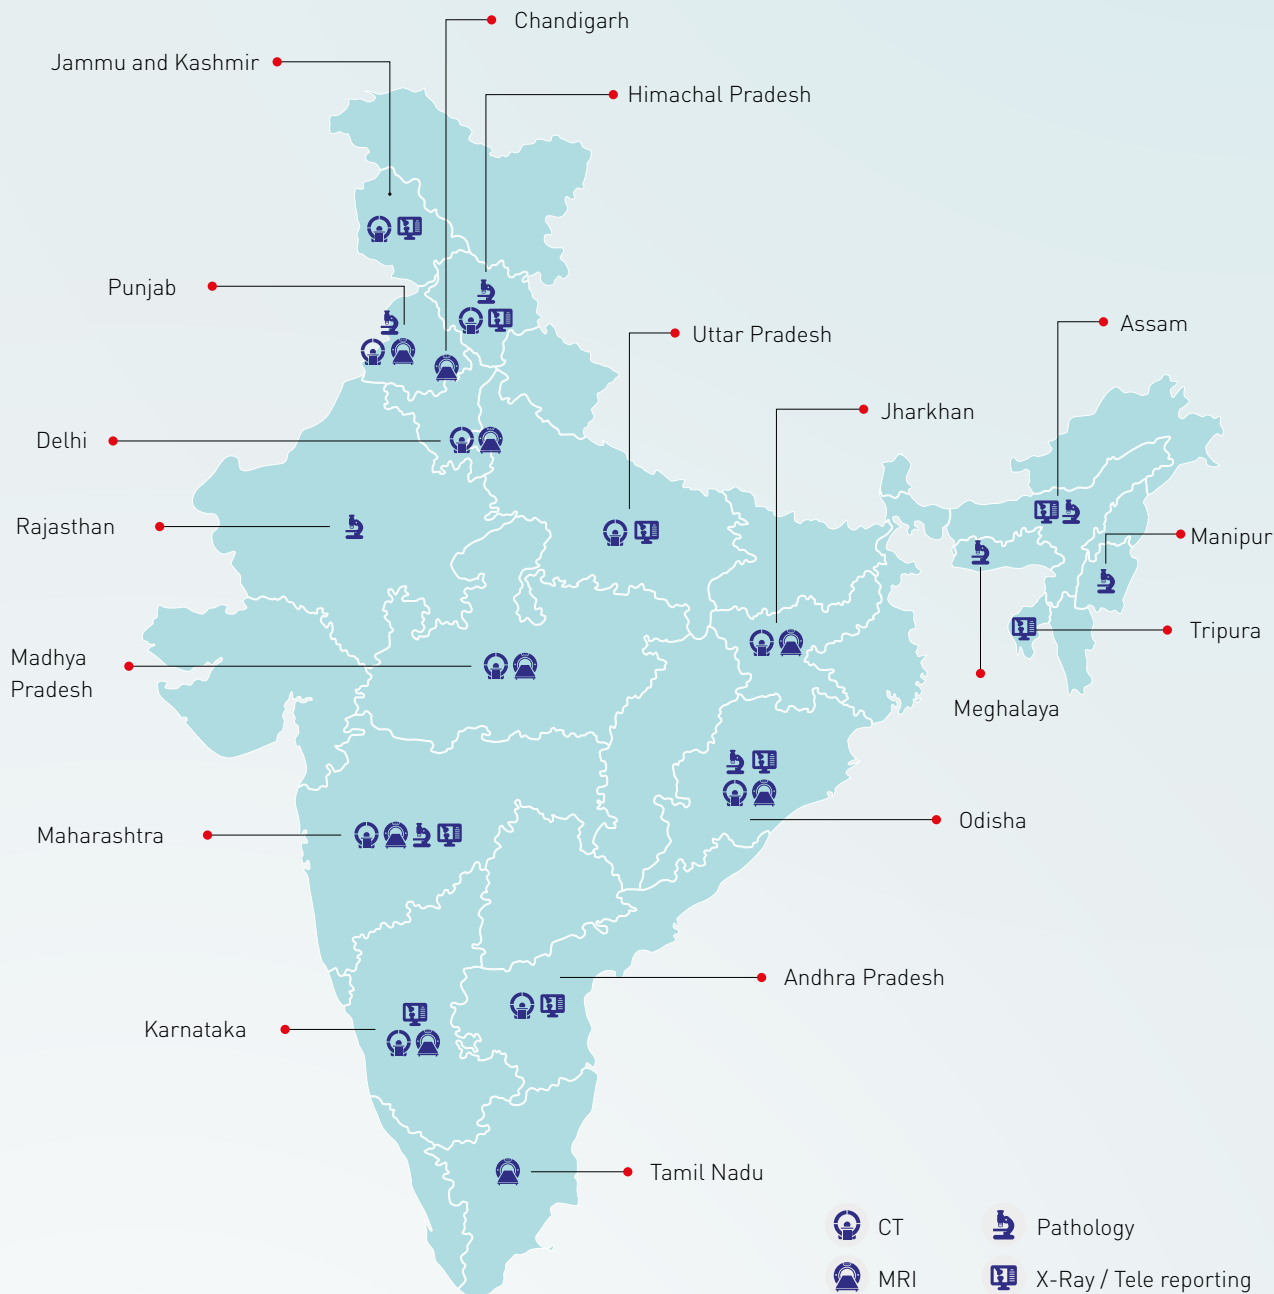 Chandigarh
Jammu and Kashmir
Himachal Pradesh
Punjab
Uttar Pradesh
Assam
Jharkhan
Delhi
Rajasthan
Manipur
Tripura
Madhya
Pradesh
Meghalaya
Maharashtra
Odisha
Andhra Pradesh
Karnataka
Tamil Nadu
CT
Pathology
MRI
X-Ray / Tele reporting